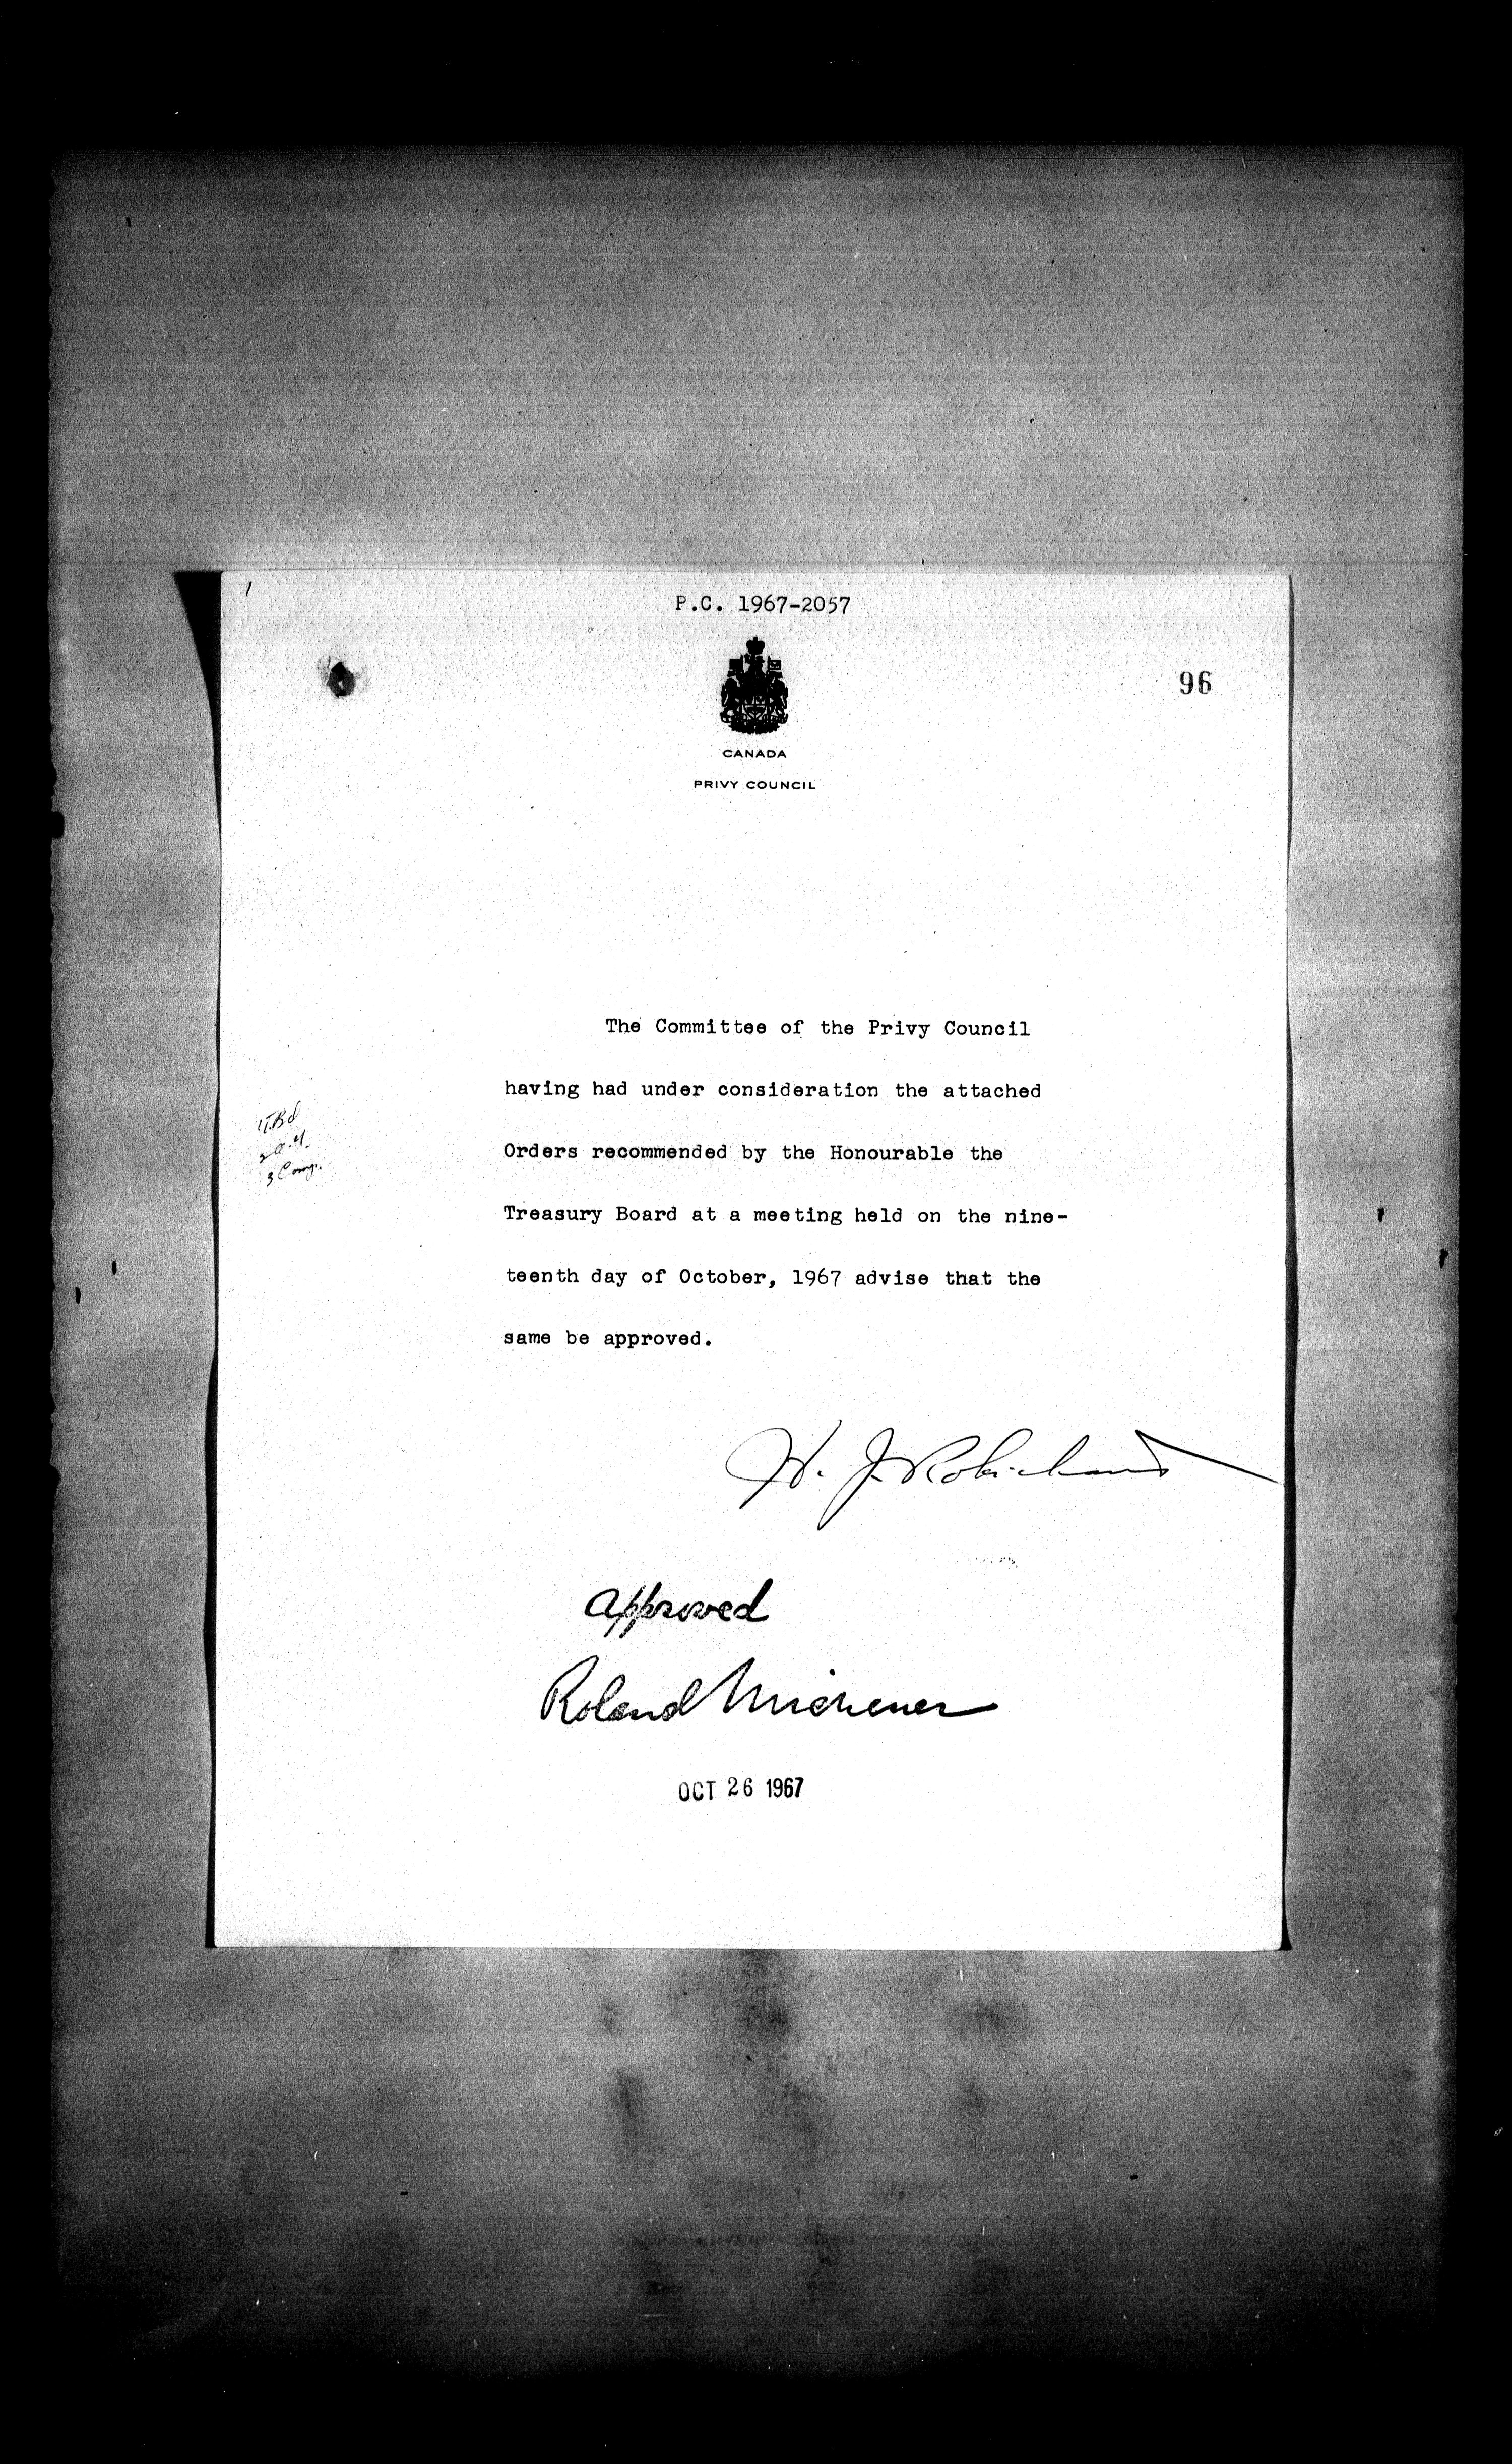 P.C. 1967-2057
96
CANADA
PRIVY COUNCIL
The Committee of the Privy Council
having had under consideration the attached
Orders recommended by the Honourable the
Treasury Board at a meeting held on the nine-
teenth day of October, 1967 advise that the
same be approved.
H. J. Robichaud
approved
Roland Michener
OCT 26 1967